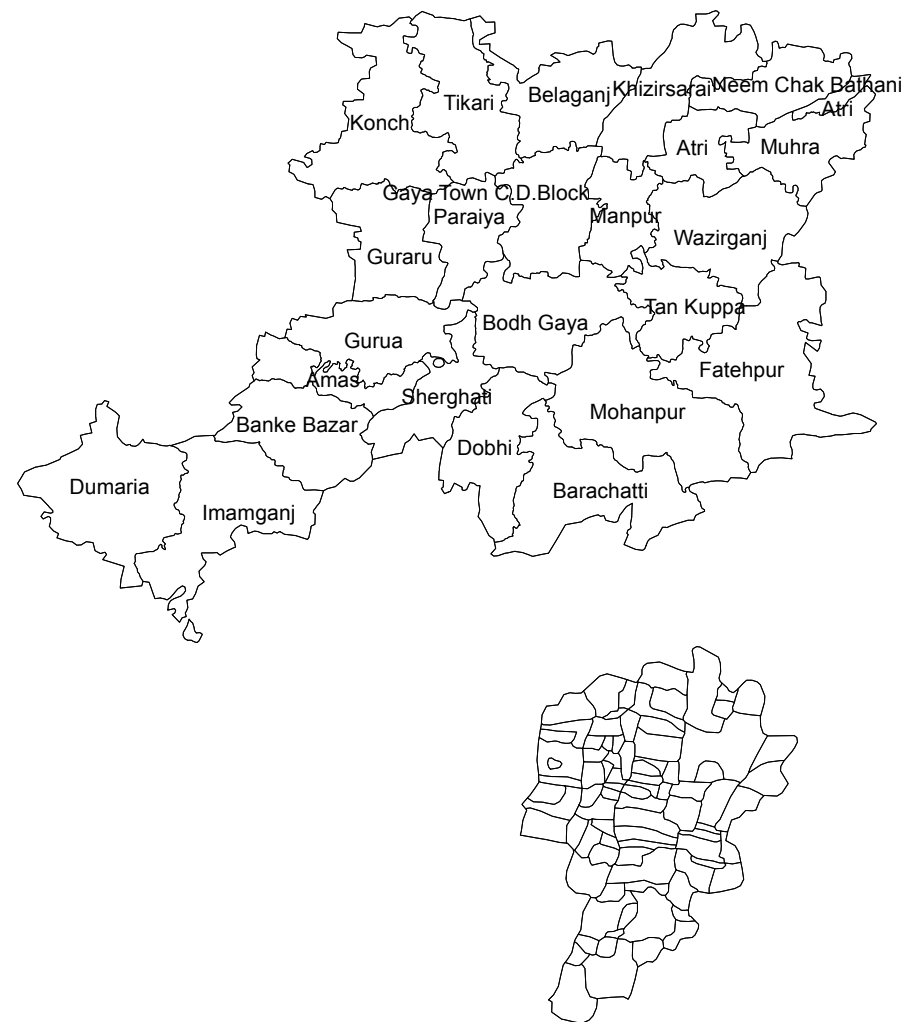 Neem Chak Bathani
Khizirsarai
Belaganj
Tikari
Atri
Konch
Muhra
Atri
Gaya Town C.D.Block
Paraiya
Manpur
Wazirganj
Guraru
Tan Kuppa
Bodh Gaya
Gurua
Fatehpur
Amas
Sherghati
Mohanpur
Banke Bazar
Dobhi
Dumaria
Barachatti
Imamganj